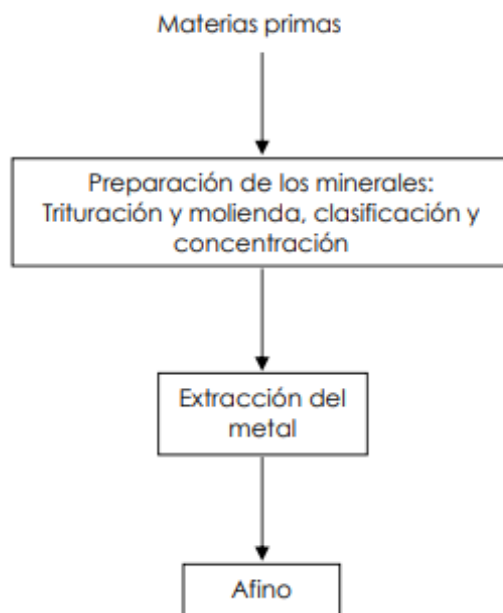 Materias primas
Preparación de los minerales:
Trituración y molienda, clasificación y
concentración
Extracción del
metal
Afino